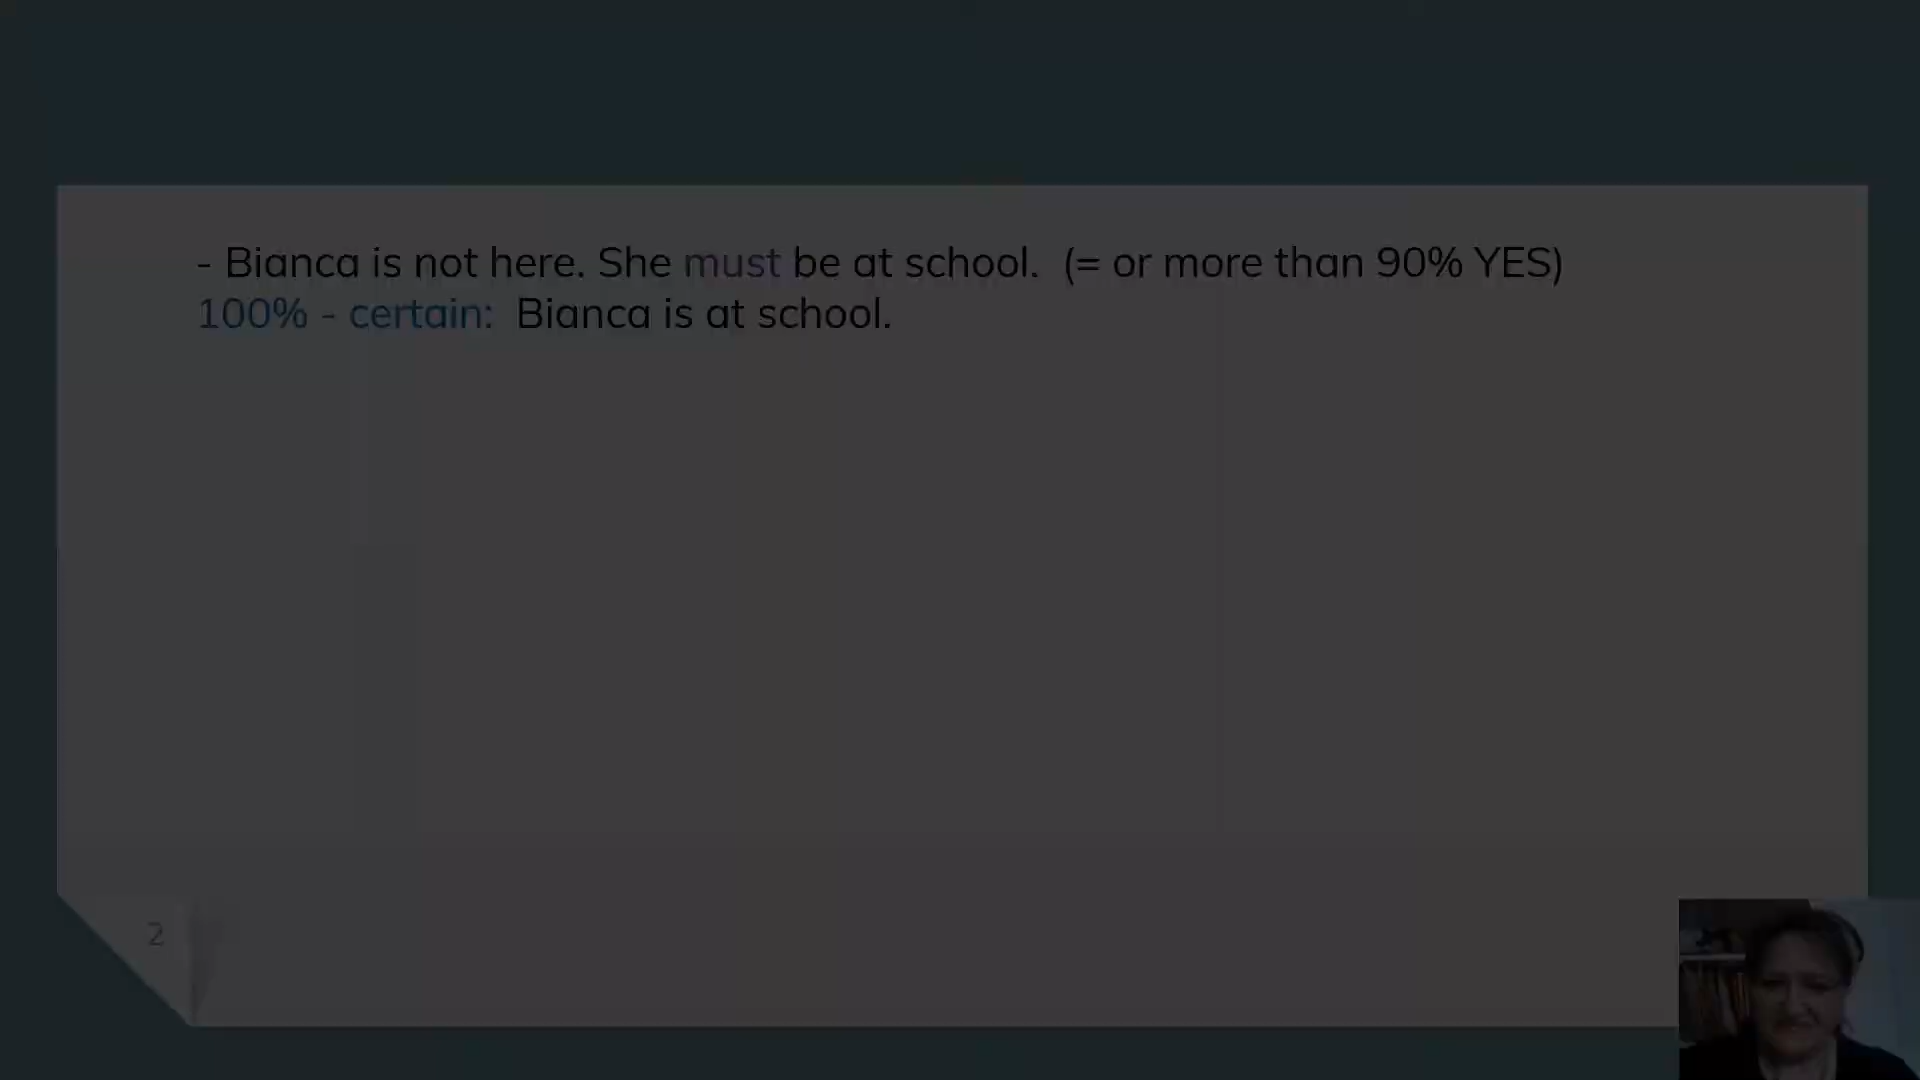 - Bianca is not here. She must be at school. (= or more than 90% YES)
100% - certain: Bianca is at school.
2